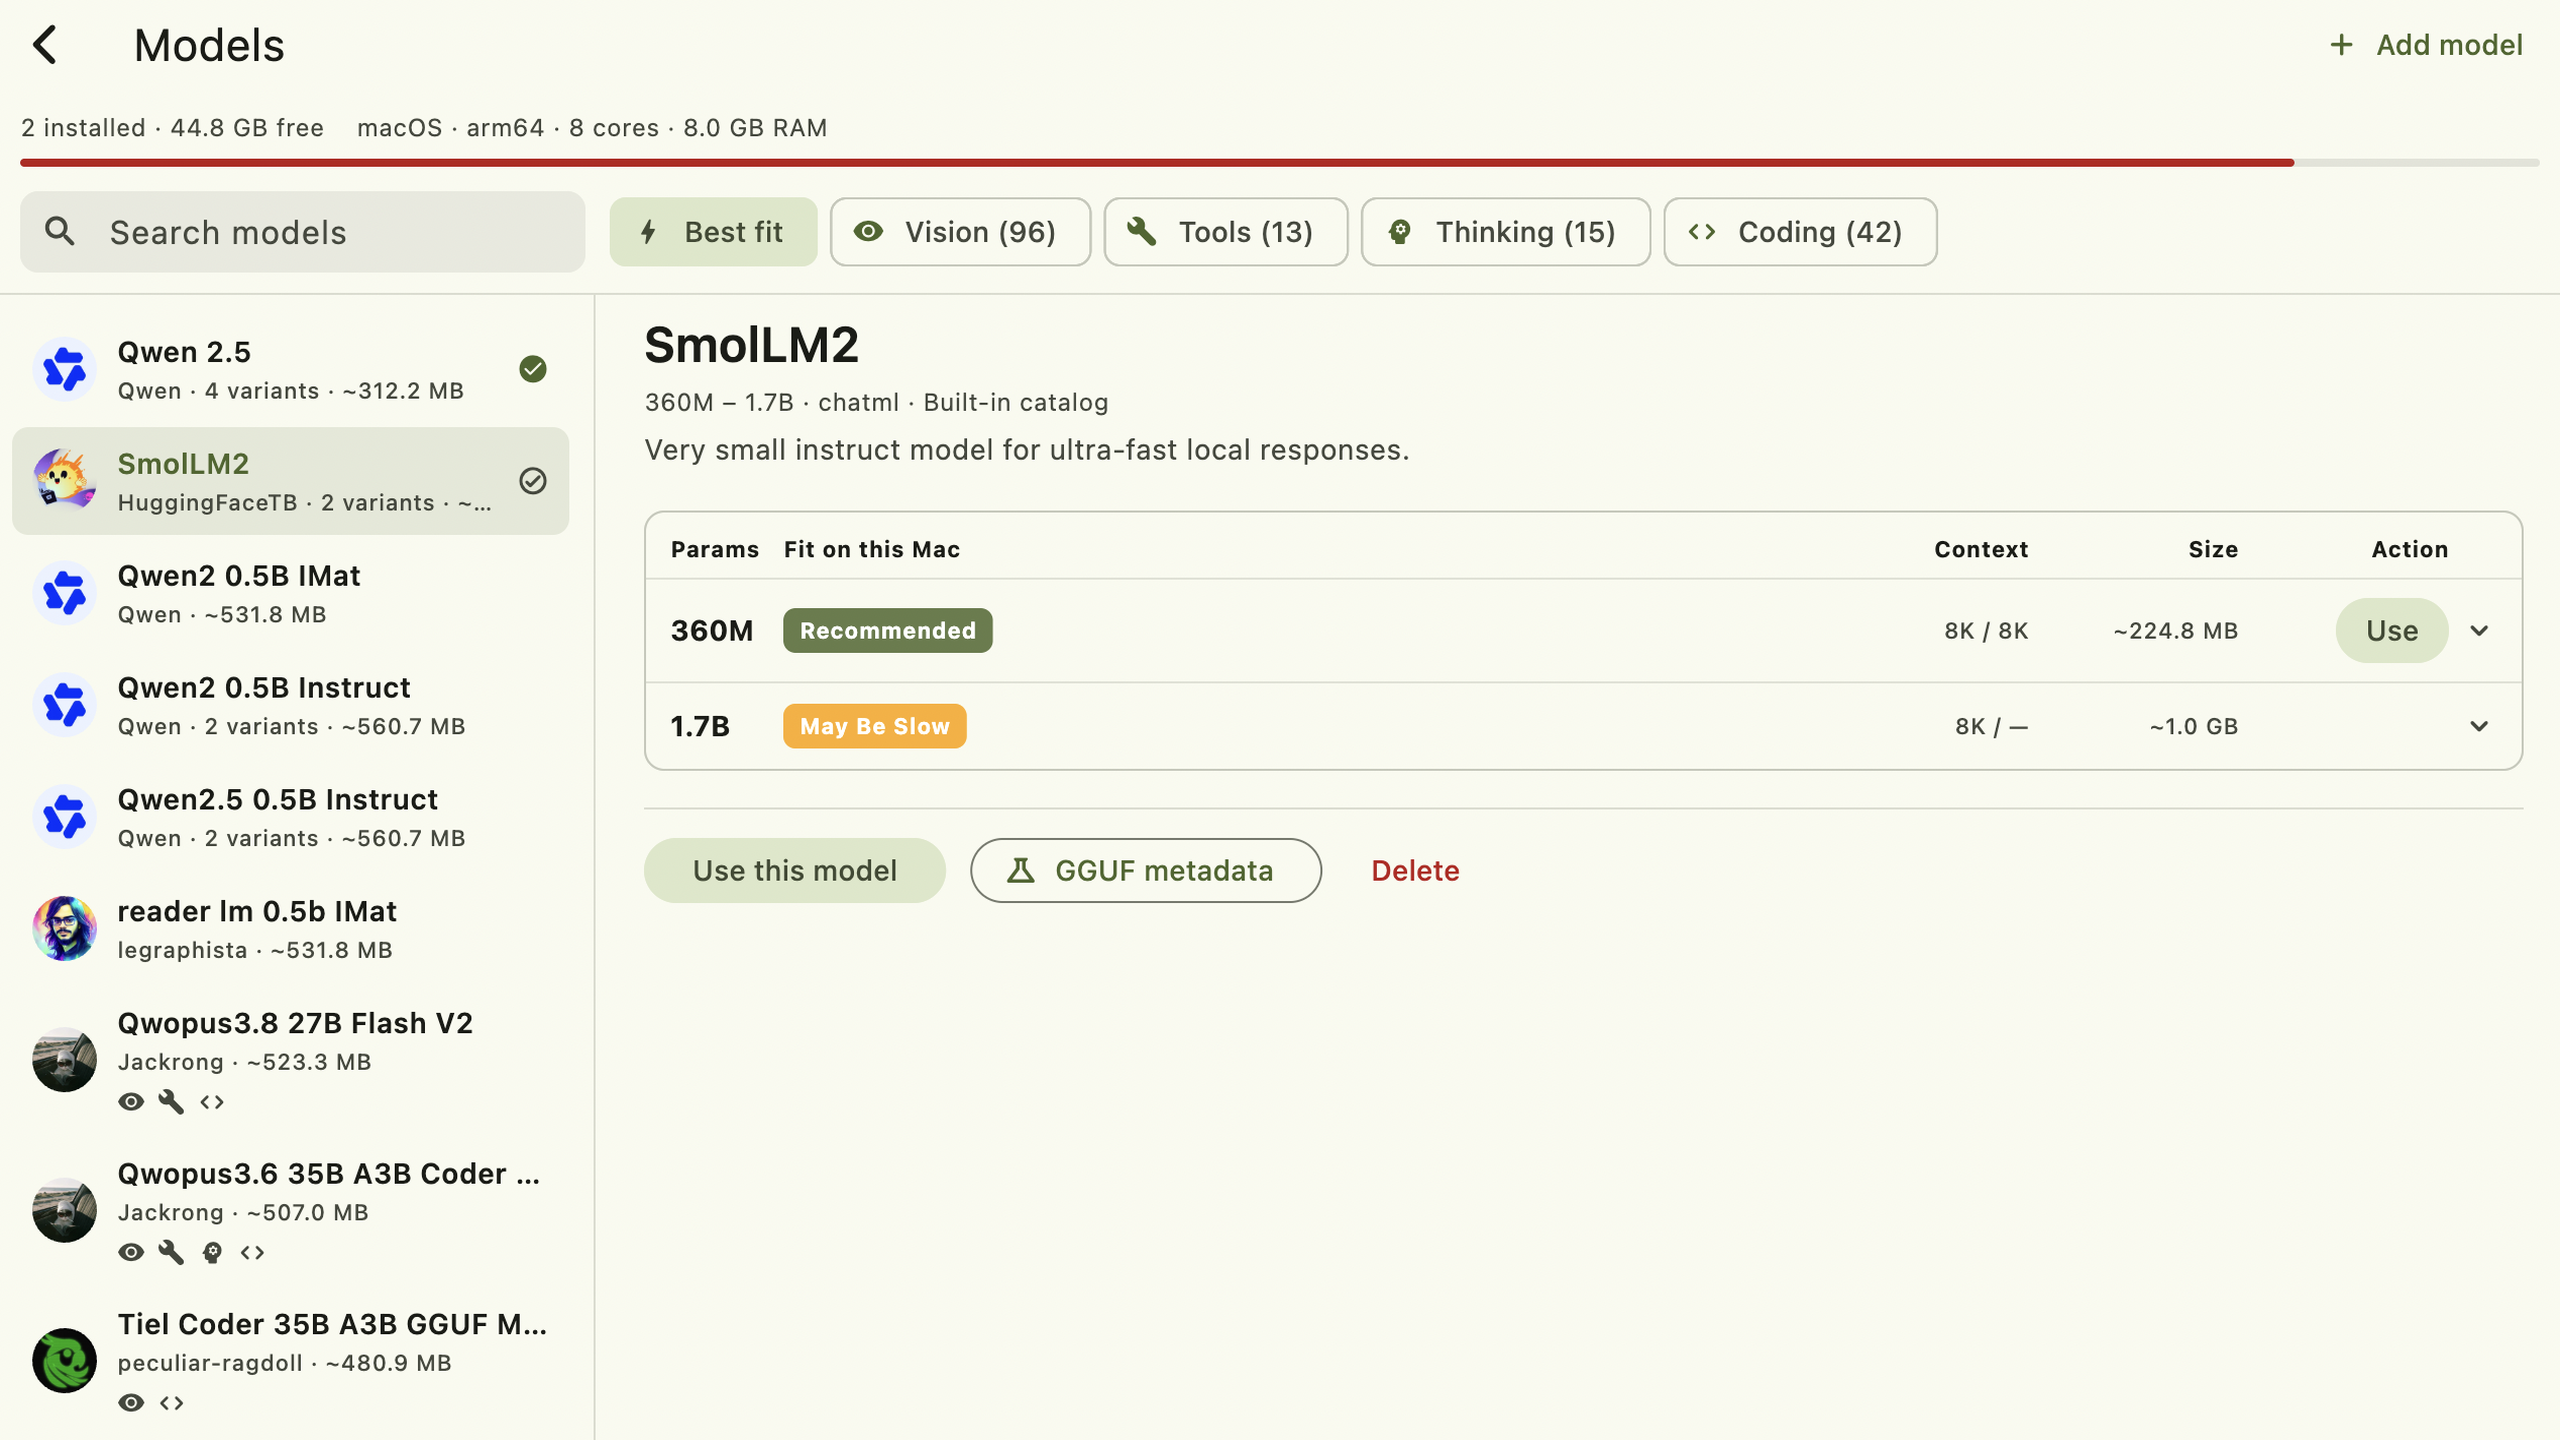 Models
+ Add model
2 installed · 44.8 GB free macOS · arm64 · 8 cores · 8.0 GB RAM
Search models
Best fit
Vision (96)
Tools (13)
Thinking (15)
Coding (42)
Qwen 2.5
Qwen · 4 variants · ~312.2 MB
SmolLM2
HuggingFaceTB · 2 variants · ~...
Qwen2 0.5B IMat
Qwen · ~531.8 MB
Qwen2 0.5B Instruct
Qwen · 2 variants · ~560.7 MB
Qwen2.5 0.5B Instruct
Qwen · 2 variants · ~560.7 MB
reader lm 0.5b IMat
legraphista · ~531.8 MB
Qwopus3.8 27B Flash V2
Jackrong · ~523.3 MB
Qwopus3.6 35B A3B Coder ...
Jackrong · ~507.0 MB
Tiel Coder 35B A3B GGUF M...
peculiar-ragdoll · ~480.9 MB
SmolLM2
360M – 1.7B · chatml · Built-in catalog
Very small instruct model for ultra-fast local responses.
Params Fit on this Mac Context Size Action
360M Recommended 8K / 8K ~224.8 MB Use
1.7B May Be Slow 8K / — ~1.0 GB
Use this model
GGUF metadata
Delete